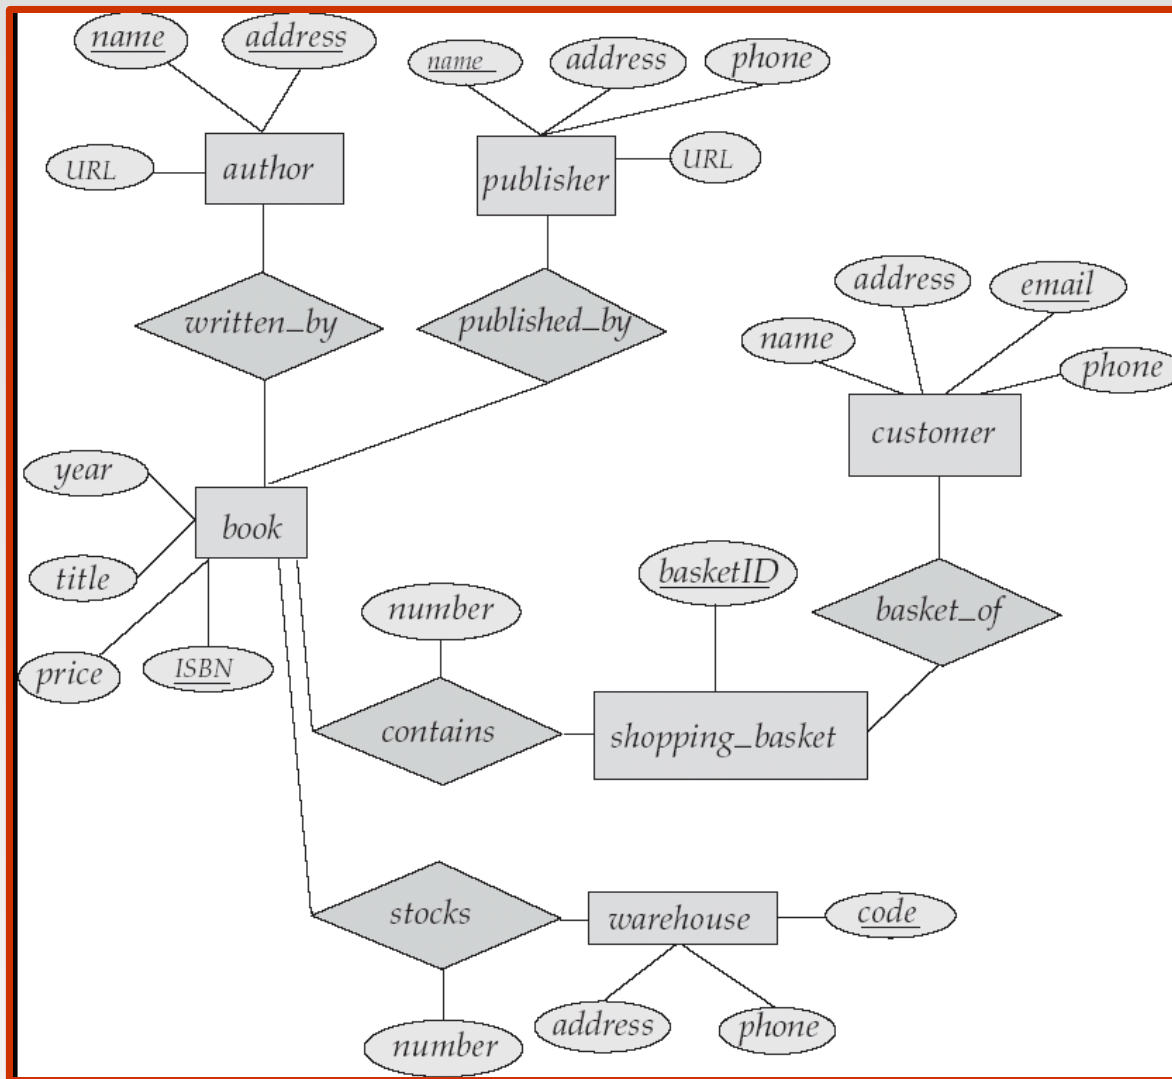 name
address
name
address
phone
URL
author
publisher
URL
written_by
published_by
address
email
name
phone
customer
year
book
title
price
ISBN
number
contains
basketID
shopping_basket
basket_of
stocks
number
warehouse
code
address
phone